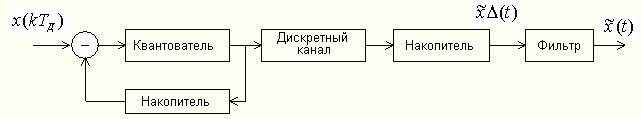 x(kTд)
−
Квантователь
Дискретный
канал
Накопитель
x̃Δ(t)
Фильтр
x̃(t)
Накопитель